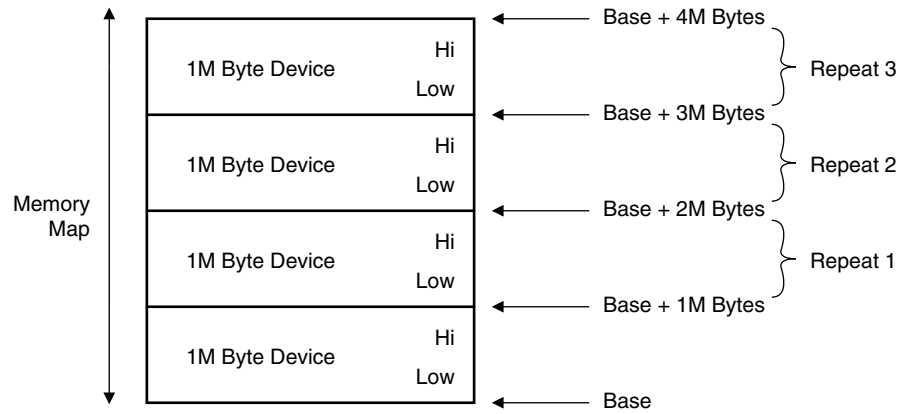 Base + 4M Bytes
Hi
1M Byte Device
Low
Repeat 3
Base + 3M Bytes
Hi
1M Byte Device
Low
Repeat 2
Base + 2M Bytes
Memory
Map
Hi
1M Byte Device
Low
Repeat 1
Base + 1M Bytes
Hi
1M Byte Device
Low
Base